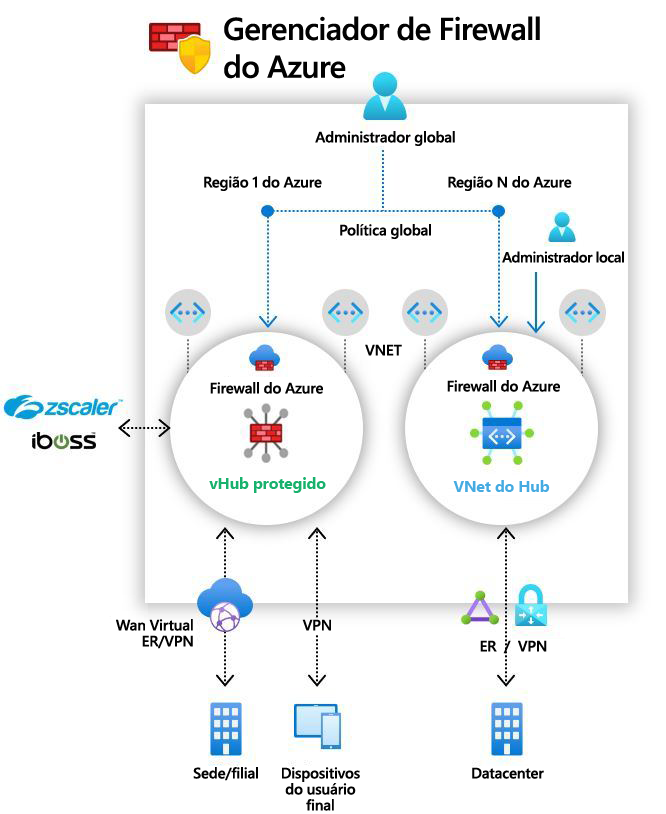 Gerenciador de Firewall
do Azure
Administrador global
Região 1 do Azure
Região N do Azure
Política global
Administrador local
VNET
Firewall do Azure
Firewall do Azure
zscaler™
iboss™
vHub protegido
VNet do Hub
Wan Virtual
ER/VPN
VPN
ER / VPN
Sede/filial
Dispositivos
do usuário
final
Datacenter